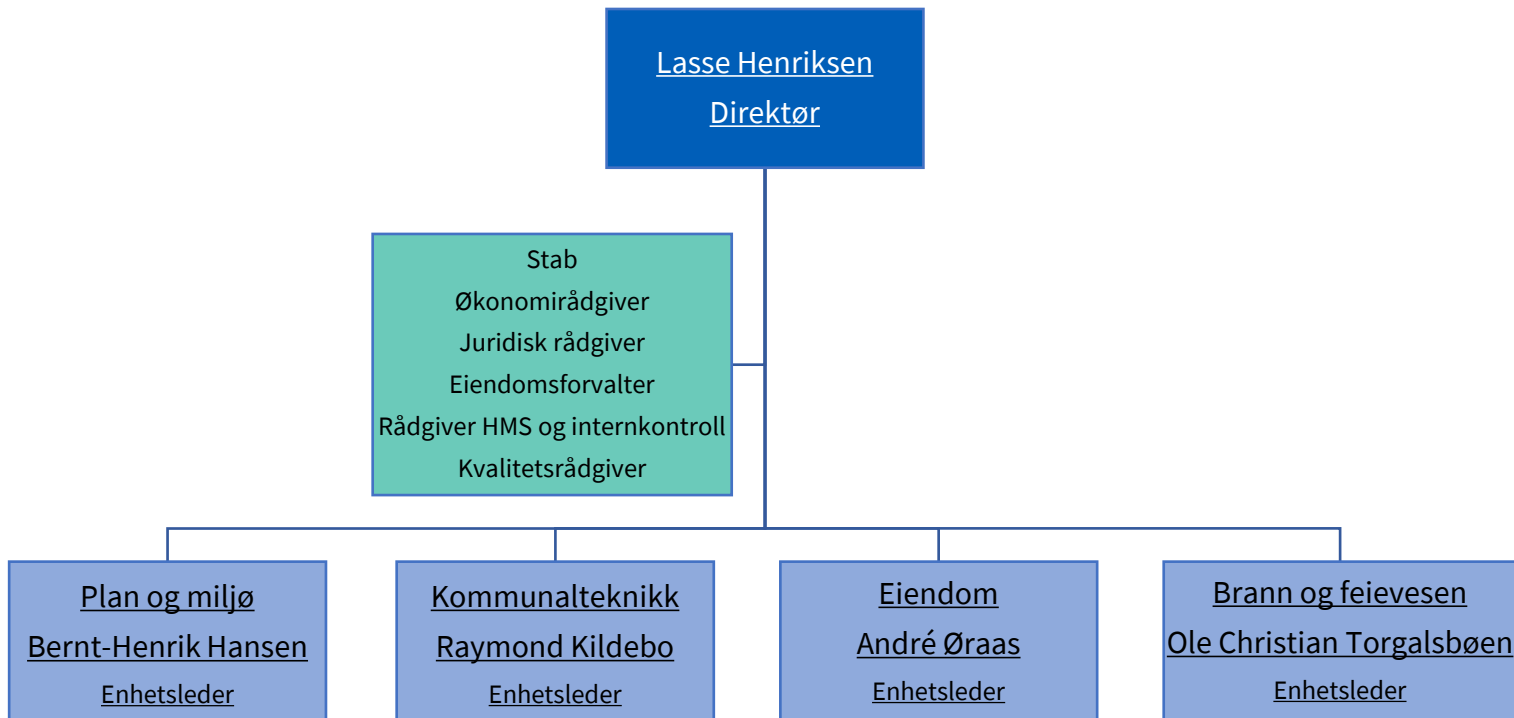 Lasse Henriksen
Direktør
Stab
Økonomirådgiver
Juridisk rådgiver
Eiendomsforvalter
Rådgiver HMS og internkontroll
Kvalitetsrådgiver
Plan og miljø
Bernt-Henrik Hansen
Enhetsleder
Kommunalteknikk
Raymond Kildebo
Enhetsleder
Eiendom
André Øraas
Enhetsleder
Brann og feievesen
Ole Christian Torgalsbøen
Enhetsleder